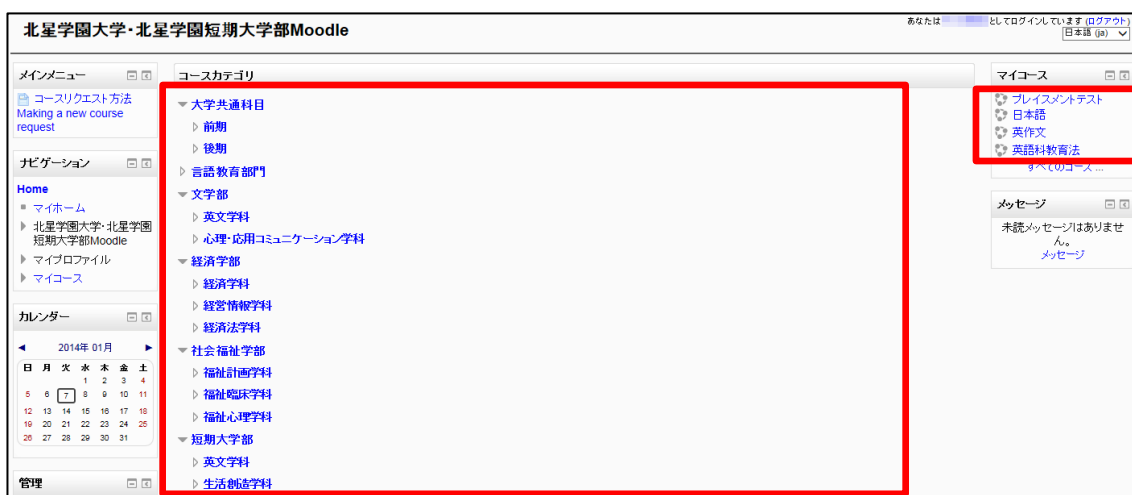 北星学園大学・北星学園短期大学部Moodle
あなたは
としてログインしています (ログアウト)
日本語 (ja)
メインメニュー
コースリクエスト方法
Making a new course
request
ナビゲーション
Home
マイホーム
北星学園大学・北星学園
短期大学部Moodle
マイプロファイル
マイコース
カレンダー
2014年 01月
日 月 火 水 木 金 土
1 2 3 4
5 6 7 8 9 10 11
12 13 14 15 16 17 18
19 20 21 22 23 24 25
26 27 28 29 30 31
管理
コースカテゴリ
大学共通科目
前期
後期
言語教育部門
文学部
英文学科
心理・応用コミュニケーション学科
経済学部
経済学科
経営情報学科
経済法学科
社会福祉学部
福祉計画学科
福祉臨床学科
福祉心理学科
短期大学部
英文学科
生活創造学科
マイコース
プレイスメントテスト
日本語
英作文
英語科教育法
すべてのコース ...
メッセージ
未読メッセージはありませ
ん。
メッセージ